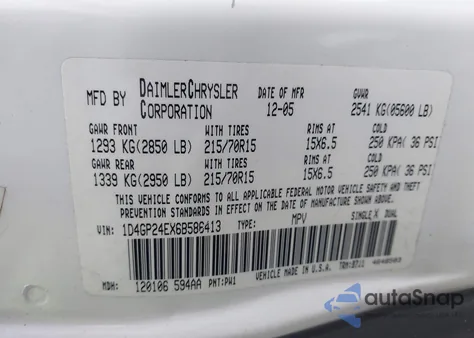 MFD BY DAIMLERCHRYSLER CORPORATION DATE OF MFR 12-05 GVWR 2541 KG(05600 LB)
GAWR FRONT WITH TIRES RIMS AT COLD
1293 KG(2850 LB) 215/70R15 15X6.5 250 KPA( 36 PSI
GAWR REAR WITH TIRES RIMS AT COLD
1339 KG(2950 LB) 215/70R15 15X6.5 250 KPA( 36 PSI
THIS VEHICLE CONFORMS TO ALL APPLICABLE FEDERAL MOTOR VEHICLE SAFETY AND THEFT
PREVENTION STANDARDS IN EFFECT ON THE DATE OF MANUFACTURE SHOWN ABOVE.
VIN: 1D4GP24EX6B586413 TYPE: MPV SINGLE X DUAL
MDH: 120106 594AA PNT: PW1 VEHICLE MADE IN U.S.A. TRM: 4648503
autoSnap